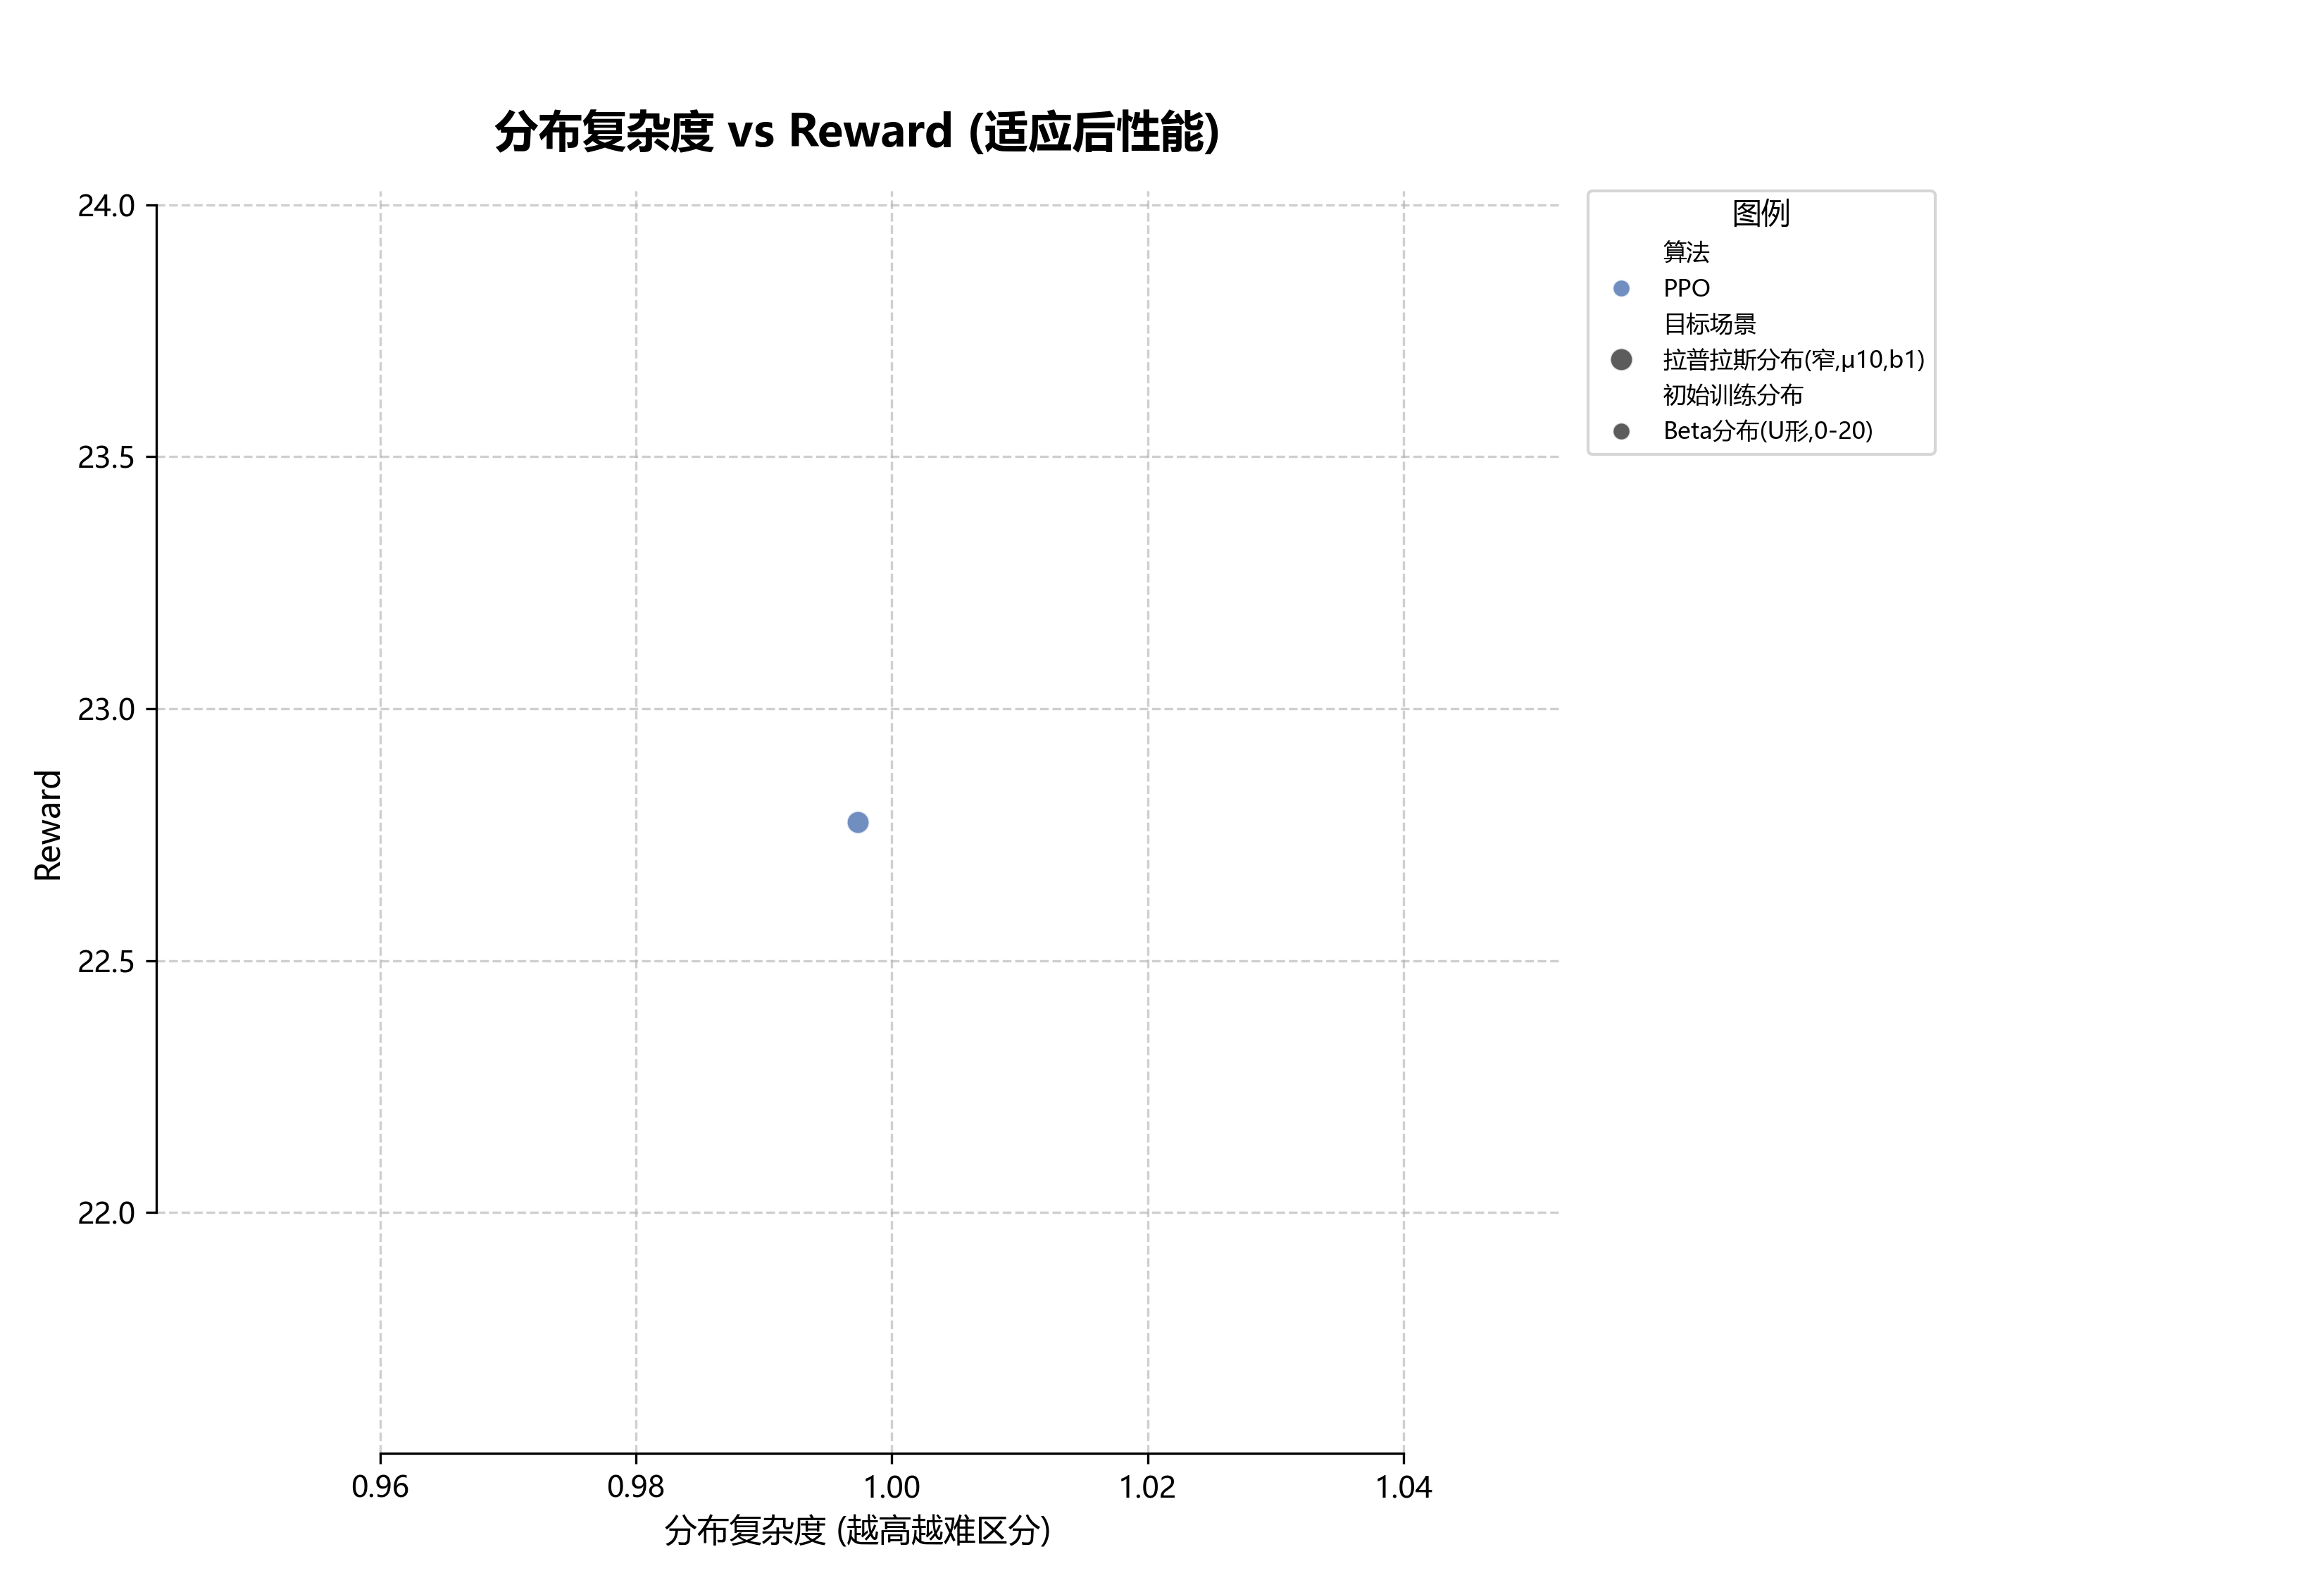 分布复杂度 vs Reward (适应后性能)
24.0
23.5
23.0
22.5
22.0
Reward
0.96
0.98
1.00
1.02
1.04
分布复杂度 (越高越难区分)
图例
算法
PPO
目标场景
拉普拉斯分布(窄,μ10,b1)
初始训练分布
Beta分布(U形,0-20)